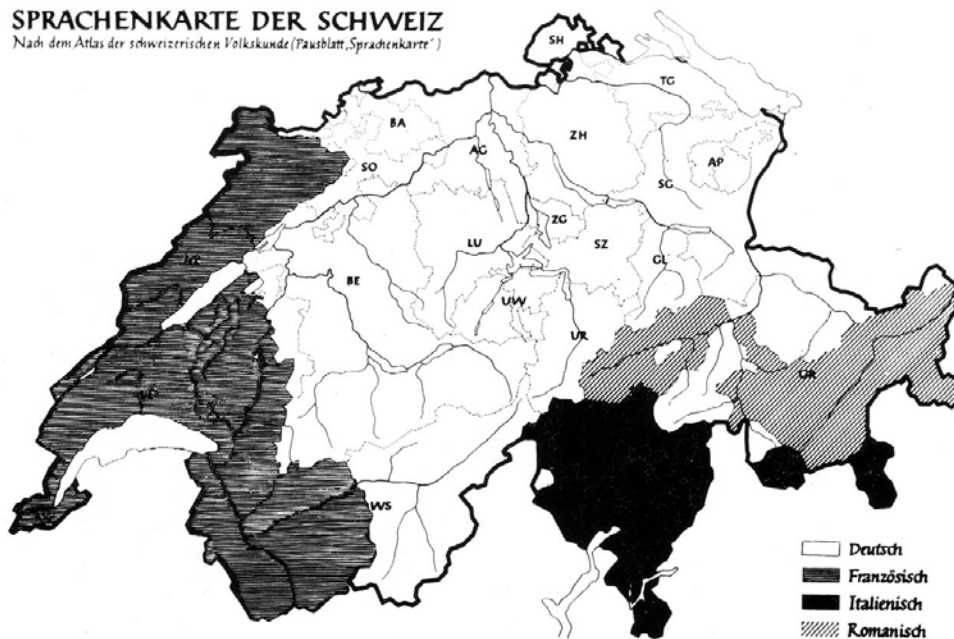 SPRACHENKARTE DER SCHWEIZ
Nach dem Atlas der schweizerischen Volkskunde (Pausblatt „Sprachenkarte“)
SH
TG
BA
ZH
AG
AP
SO
SG
ZG
LU
SZ
GL
BE
UW
UR
GR
WS
Deutsch
Französisch
Italienisch
Romanisch